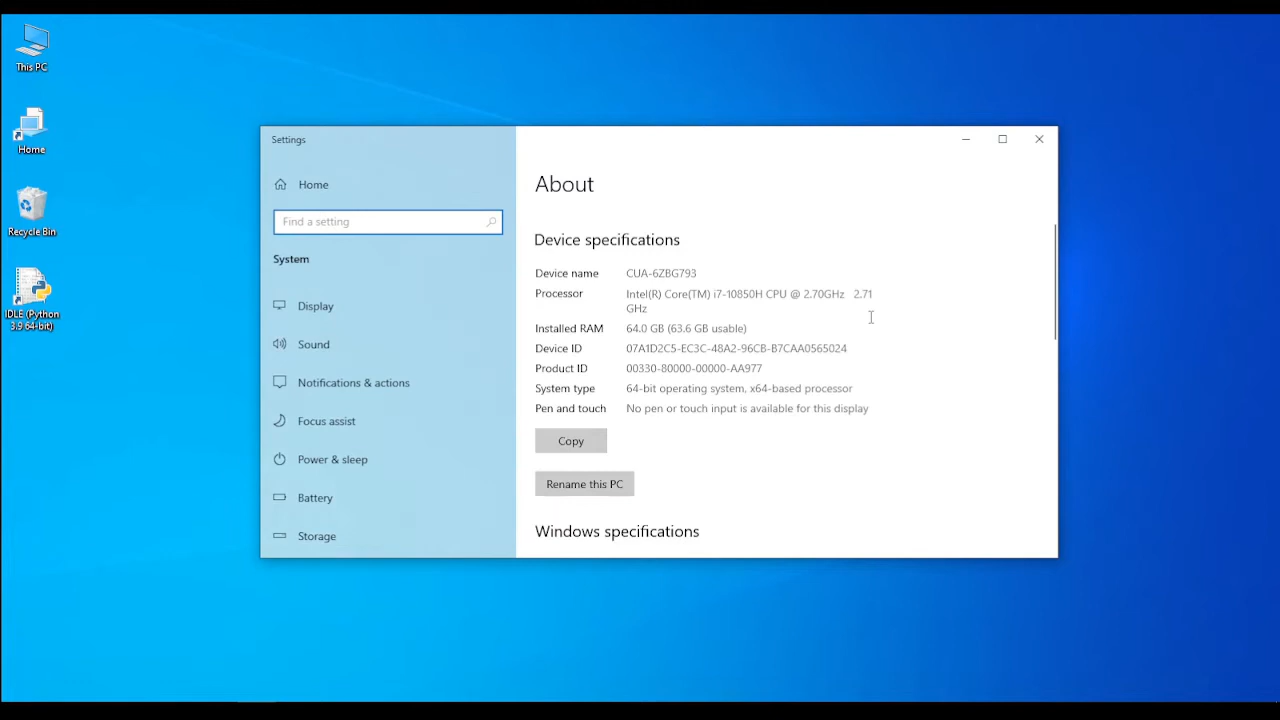 This PC
Home
Recycle Bin
IDLE (Python
3.9 64-bit)
Settings
Home
Find a setting
System
Display
Sound
Notifications & actions
Focus assist
Power & sleep
Battery
Storage
About
Device specifications
Device name CUA-6ZBG793
Processor Intel(R) Core(TM) i7-10850H CPU @ 2.70GHz 2.71
GHz
Installed RAM 64.0 GB (63.6 GB usable)
Device ID 07A1D2C5-EC3C-48A2-96CB-B7CAA0565024
Product ID 00330-80000-00000-AA977
System type 64-bit operating system, x64-based processor
Pen and touch No pen or touch input is available for this display
Copy
Rename this PC
Windows specifications